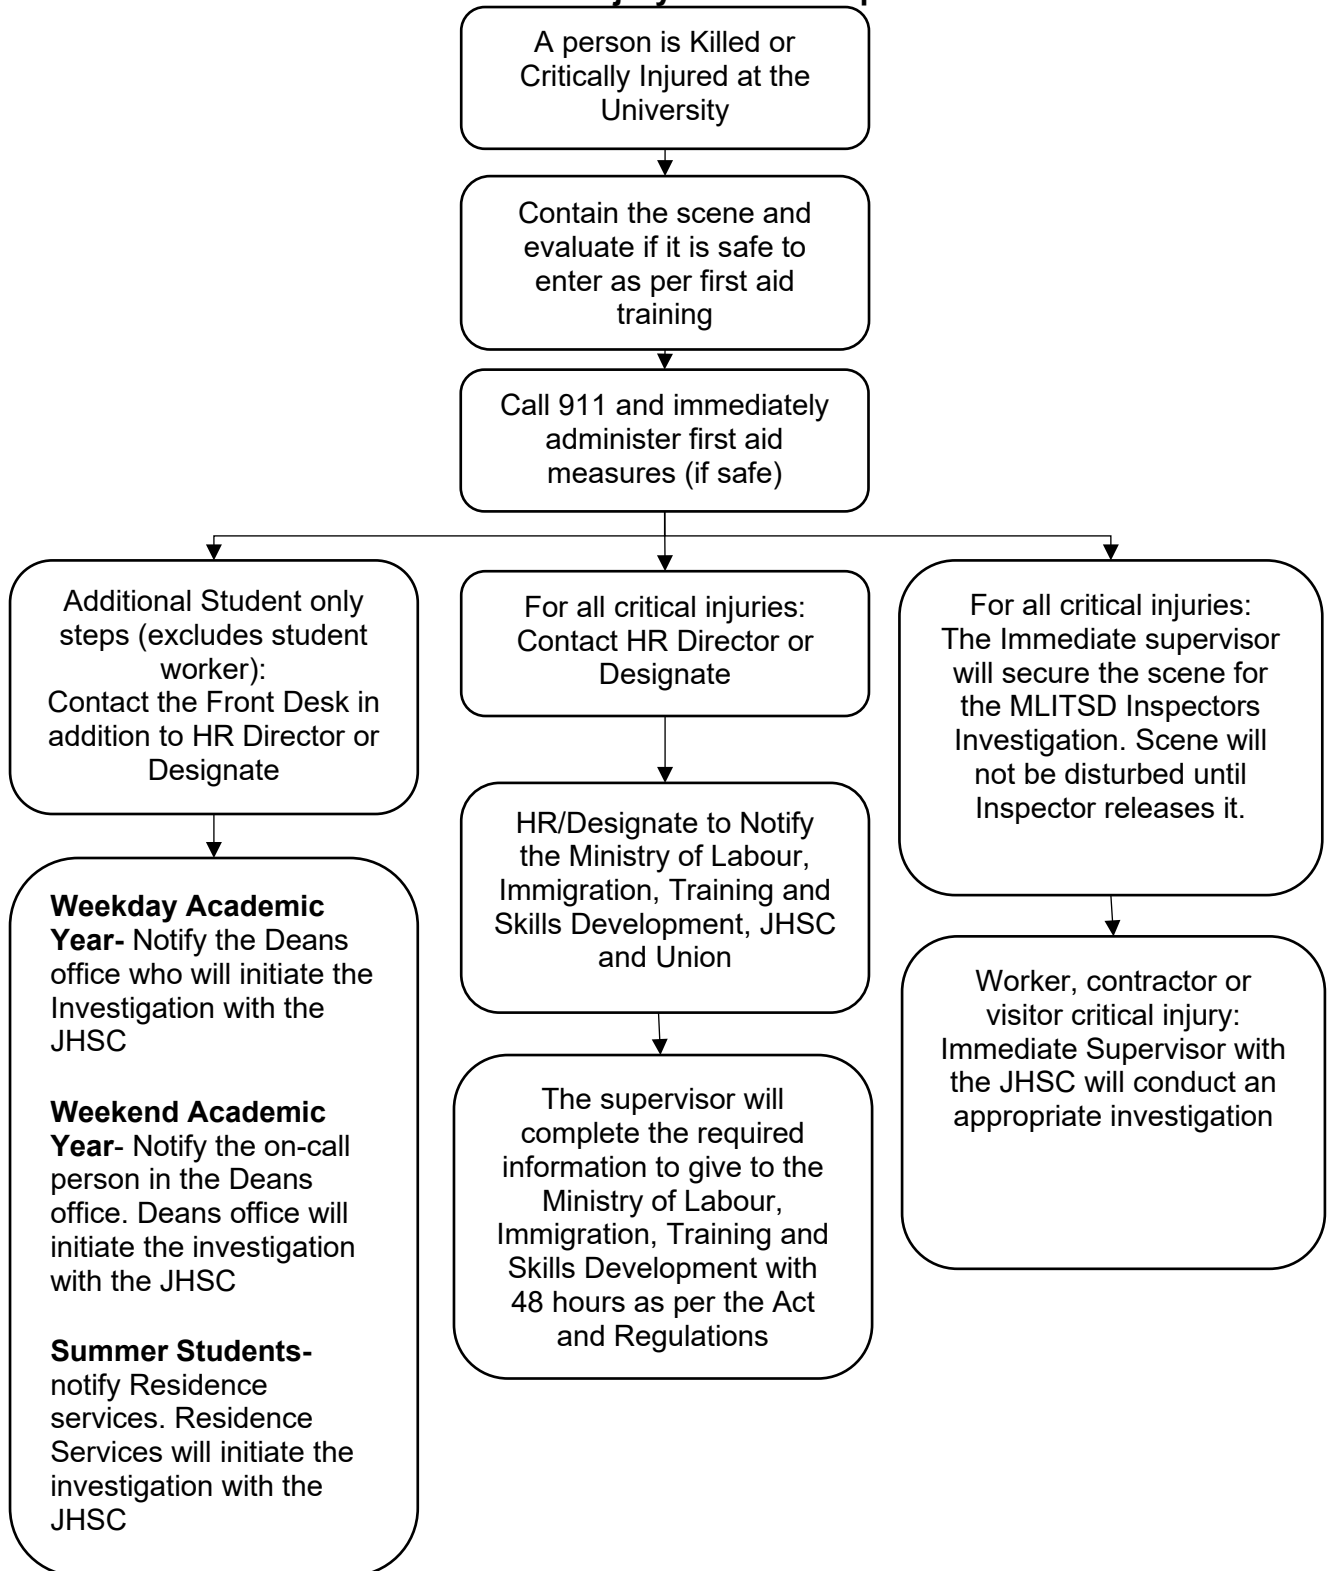 A person is Killed or
Critically Injured at the
University
Contain the scene and
evaluate if it is safe to
enter as per first aid
training
Call 911 and immediately
administer first aid
measures (if safe)
Additional Student only
steps (excludes student
worker):
Contact the Front Desk in
addition to HR Director or
Designate
Weekday Academic
Year- Notify the Deans
office who will initiate the
Investigation with the
JHSC
Weekend Academic
Year- Notify the on-call
person in the Deans
office. Deans office will
initiate the investigation
with the JHSC
Summer Students-
notify Residence
services. Residence
Services will initiate the
investigation with the
JHSC
For all critical injuries:
Contact HR Director or
Designate
HR/Designate to Notify
the Ministry of Labour,
Immigration, Training and
Skills Development, JHSC
and Union
The supervisor will
complete the required
information to give to the
Ministry of Labour,
Immigration, Training and
Skills Development with
48 hours as per the Act
and Regulations
For all critical injuries:
The Immediate supervisor
will secure the scene for
the MLITSD Inspectors
Investigation. Scene will
not be disturbed until
Inspector releases it.
Worker, contractor or
visitor critical injury:
Immediate Supervisor with
the JHSC will conduct an
appropriate investigation